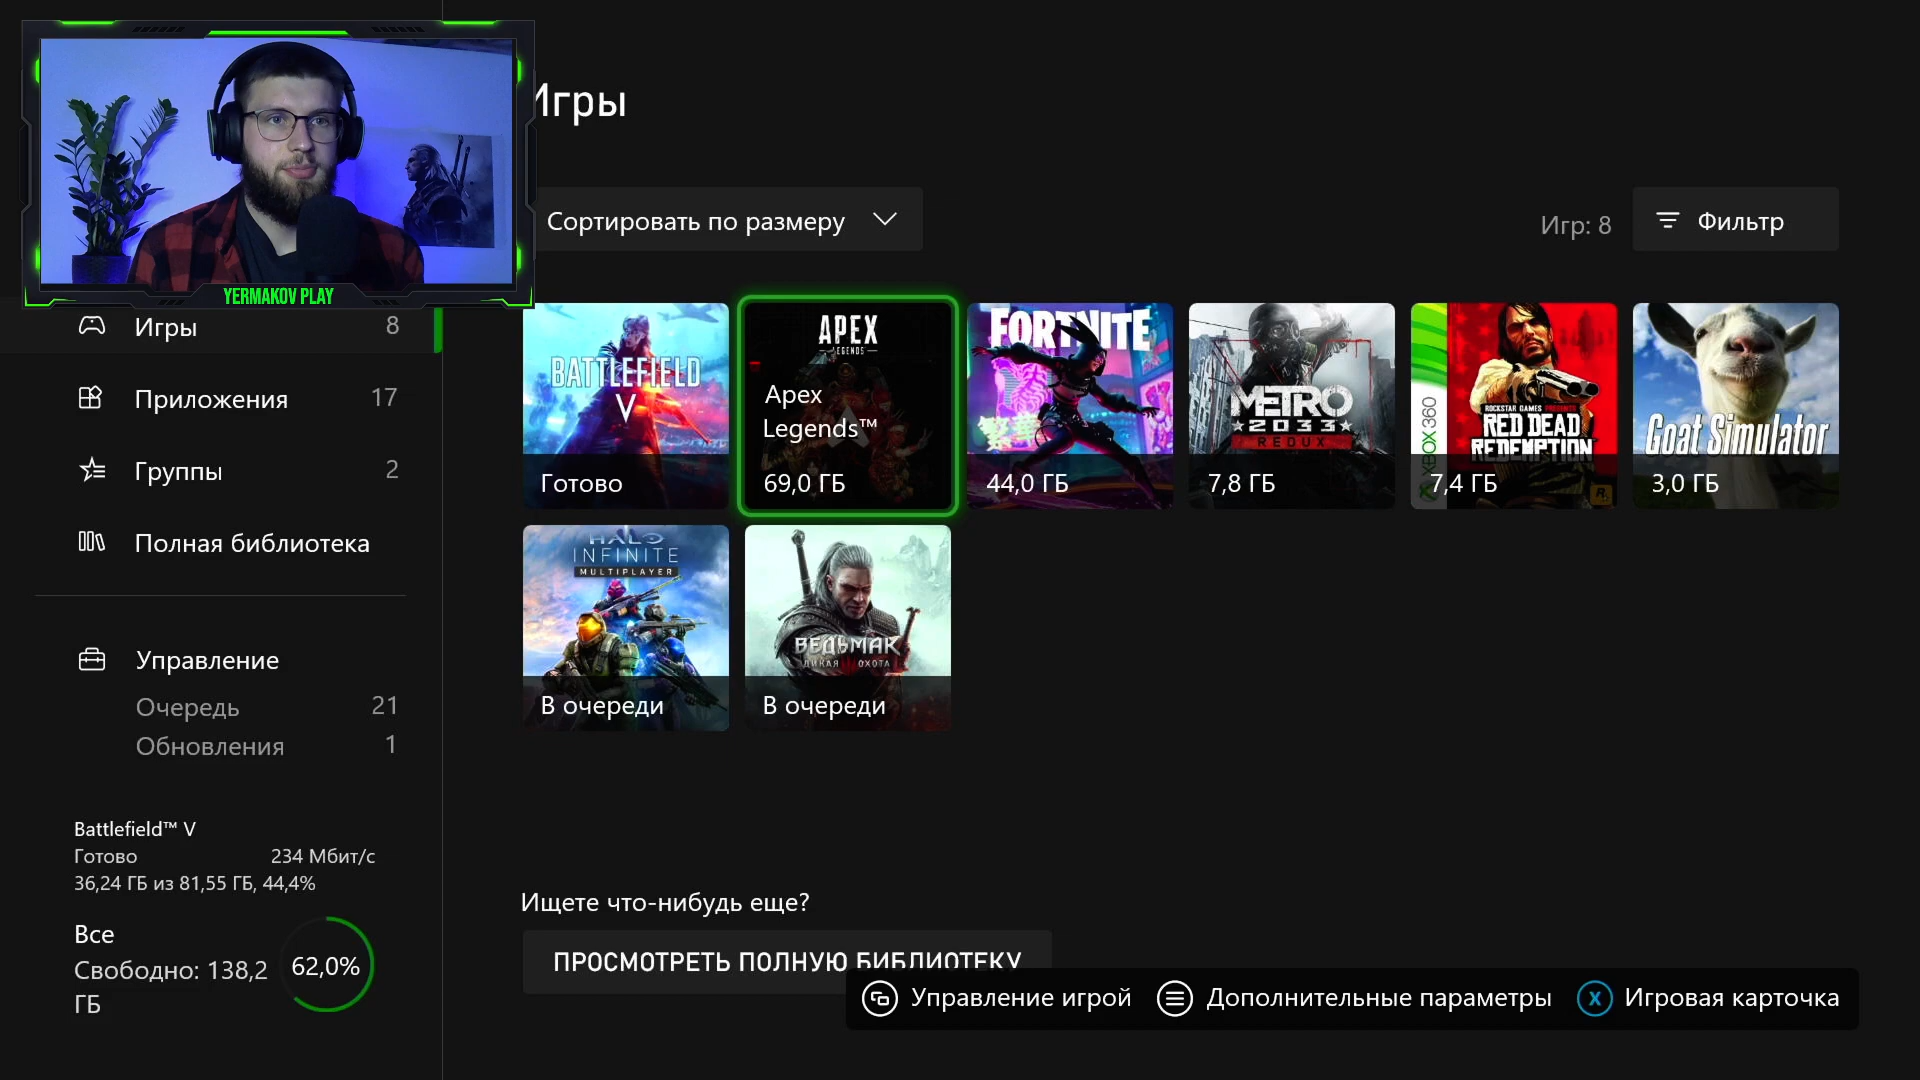 YERMAKOV PLAY
Игры
Сортировать по размеру
Игр: 8
Фильтр
Игры 8
Приложения 17
Группы 2
Полная библиотека
Управление
Очередь 21
Обновления 1
Battlefield™ V
Готово 234 Мбит/с
36,24 ГБ из 81,55 ГБ, 44,4%
Все
Свободно: 138,2
ГБ
62,0%
BATTLEFIELD
V
Готово
APEX
LEGENDS
Apex
Legends™
69,0 ГБ
FORTNITE
44,0 ГБ
METRO
2033
REDUX
7,8 ГБ
XBOX 360
ROCKSTAR GAMES PRESENTS
RED DEAD
REDEMPTION
R
7,4 ГБ
Goat Simulator
3,0 ГБ
HALO
INFINITE
MULTIPLAYER
В очереди
ВЕДЬМАК
ДИКАЯ ОХОТА
В очереди
Ищете что-нибудь еще?
ПРОСМОТРЕТЬ ПОЛНУЮ БИБЛИОТЕКУ
Управление игрой
Дополнительные параметры
X Игровая карточка